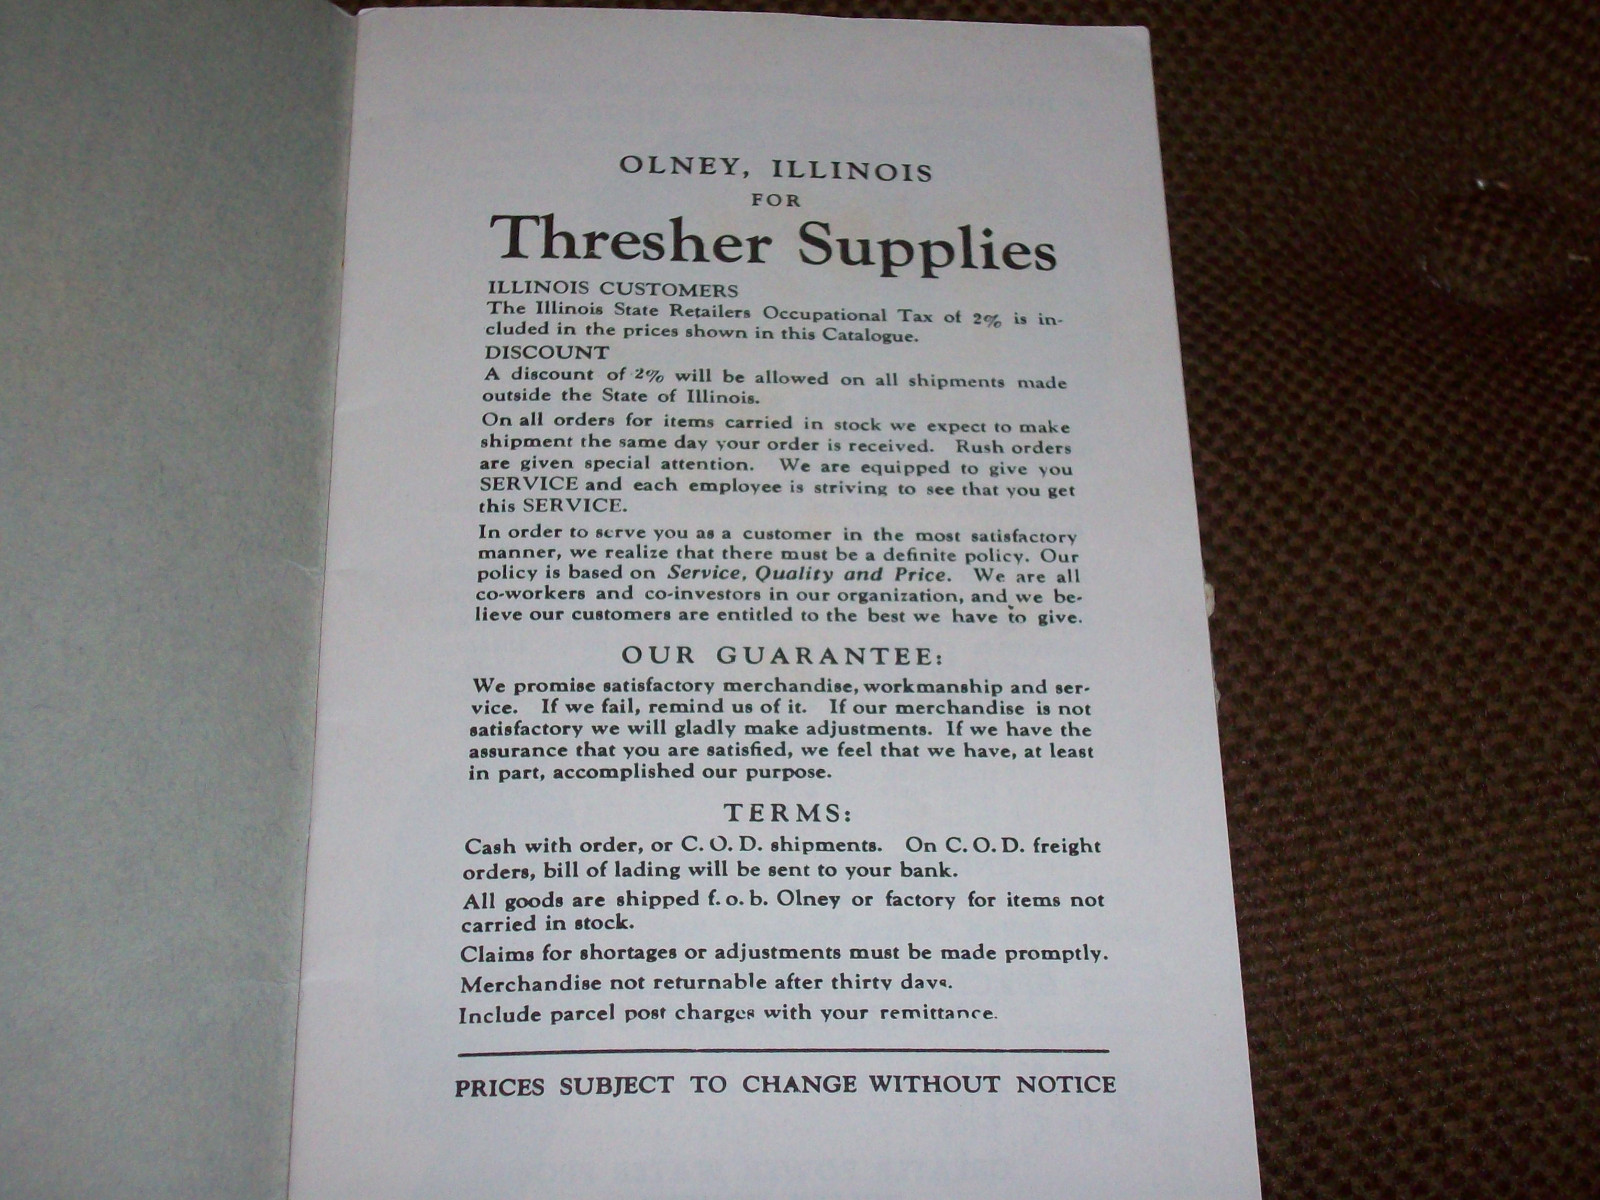 OLNEY, ILLINOIS
FOR
Thresher Supplies
ILLINOIS CUSTOMERS
The Illinois State Retailers Occupational Tax of 2% is in-
cluded in the prices shown in this Catalogue.
DISCOUNT
A discount of 2% will be allowed on all shipments made
outside the State of Illinois.
On all orders for items carried in stock we expect to make
shipment the same day your order is received. Rush orders
are given special attention. We are equipped to give you
SERVICE and each employee is striving to see that you get
this SERVICE.
In order to serve you as a customer in the most satisfactory
manner, we realize that there must be a definite policy. Our
policy is based on Service, Quality and Price. We are all
co-workers and co-investors in our organization, and we be-
lieve our customers are entitled to the best we have to give.
OUR GUARANTEE:
We promise satisfactory merchandise, workmanship and ser-
vice. If we fail, remind us of it. If our merchandise is not
satisfactory we will gladly make adjustments. If we have the
assurance that you are satisfied, we feel that we have, at least
in part, accomplished our purpose.
TERMS:
Cash with order, or C. O. D. shipments. On C. O. D. freight
orders, bill of lading will be sent to your bank.
All goods are shipped f. o. b. Olney or factory for items not
carried in stock.
Claims for shortages or adjustments must be made promptly.
Merchandise not returnable after thirty days.
Include parcel post charges with your remittance.
PRICES SUBJECT TO CHANGE WITHOUT NOTICE